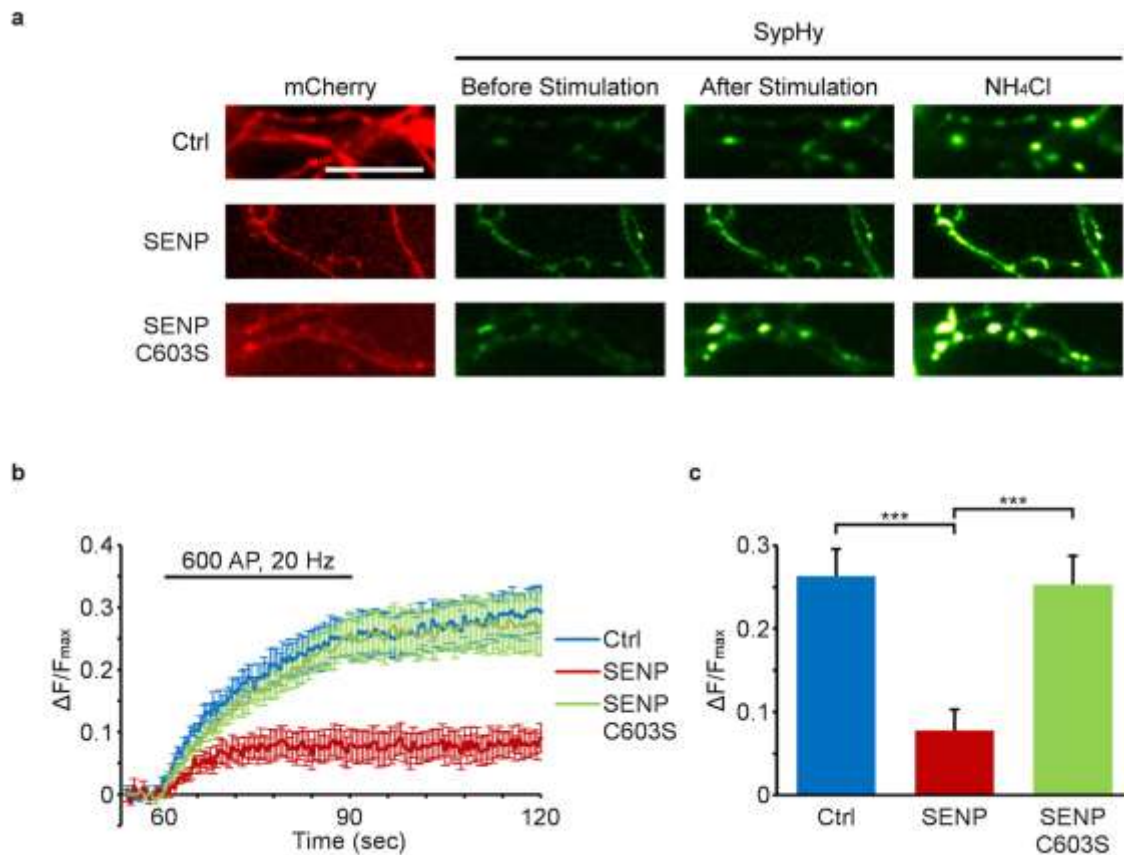 a
SypHy
mCherry
Before Stimulation
After Stimulation
NH₄Cl
Ctrl
SENP
SENP
C603S
b
0.4
0.3
0.2
0.1
0
ΔF/Fmax
600 AP, 20 Hz
60
90
120
Time (sec)
Ctrl
SENP
SENP
C603S
c
***
***
0.3
0.2
0.1
0
ΔF/Fmax
Ctrl
SENP
SENP
C603S